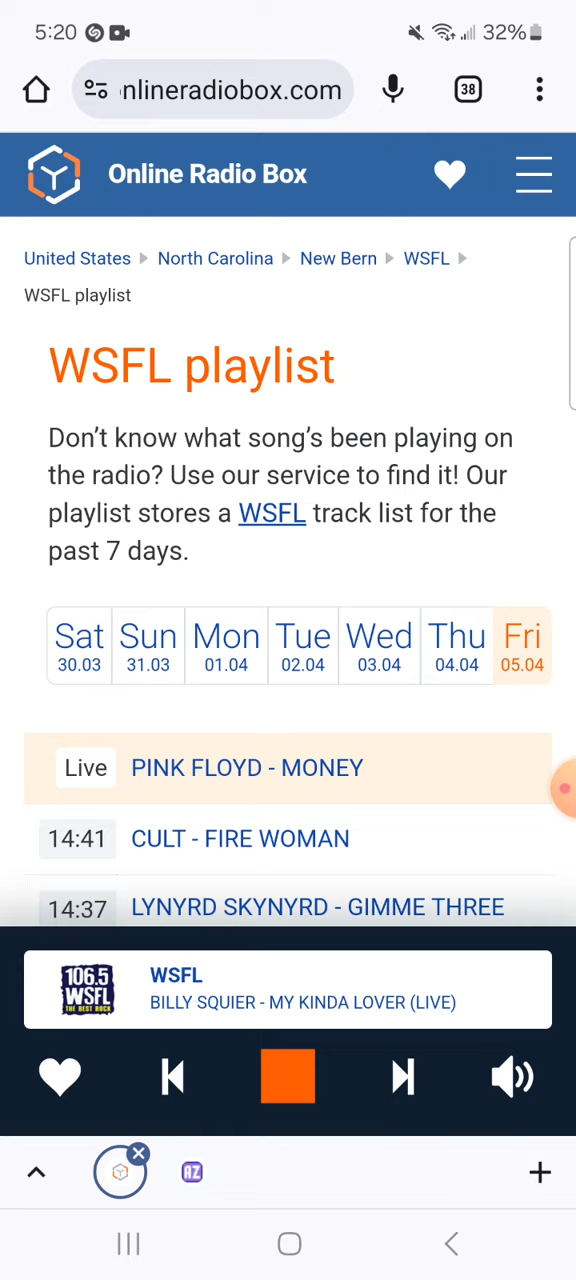 5:20 32%
nlineradiobox.com 38
Online Radio Box
United States North Carolina New Bern WSFL
WSFL playlist
WSFL playlist
Don’t know what song’s been playing on
the radio? Use our service to find it! Our
playlist stores a WSFL track list for the
past 7 days.
Sat Sun Mon Tue Wed Thu Fri
30.03 31.03 01.04 02.04 03.04 04.04 05.04
Live PINK FLOYD - MONEY
14:41 CULT - FIRE WOMAN
14:37 LYNYRD SKYNYRD - GIMME THREE
106.5
WSFL
THE BEST ROCK
WSFL
BILLY SQUIER - MY KINDA LOVER (LIVE)
AZ